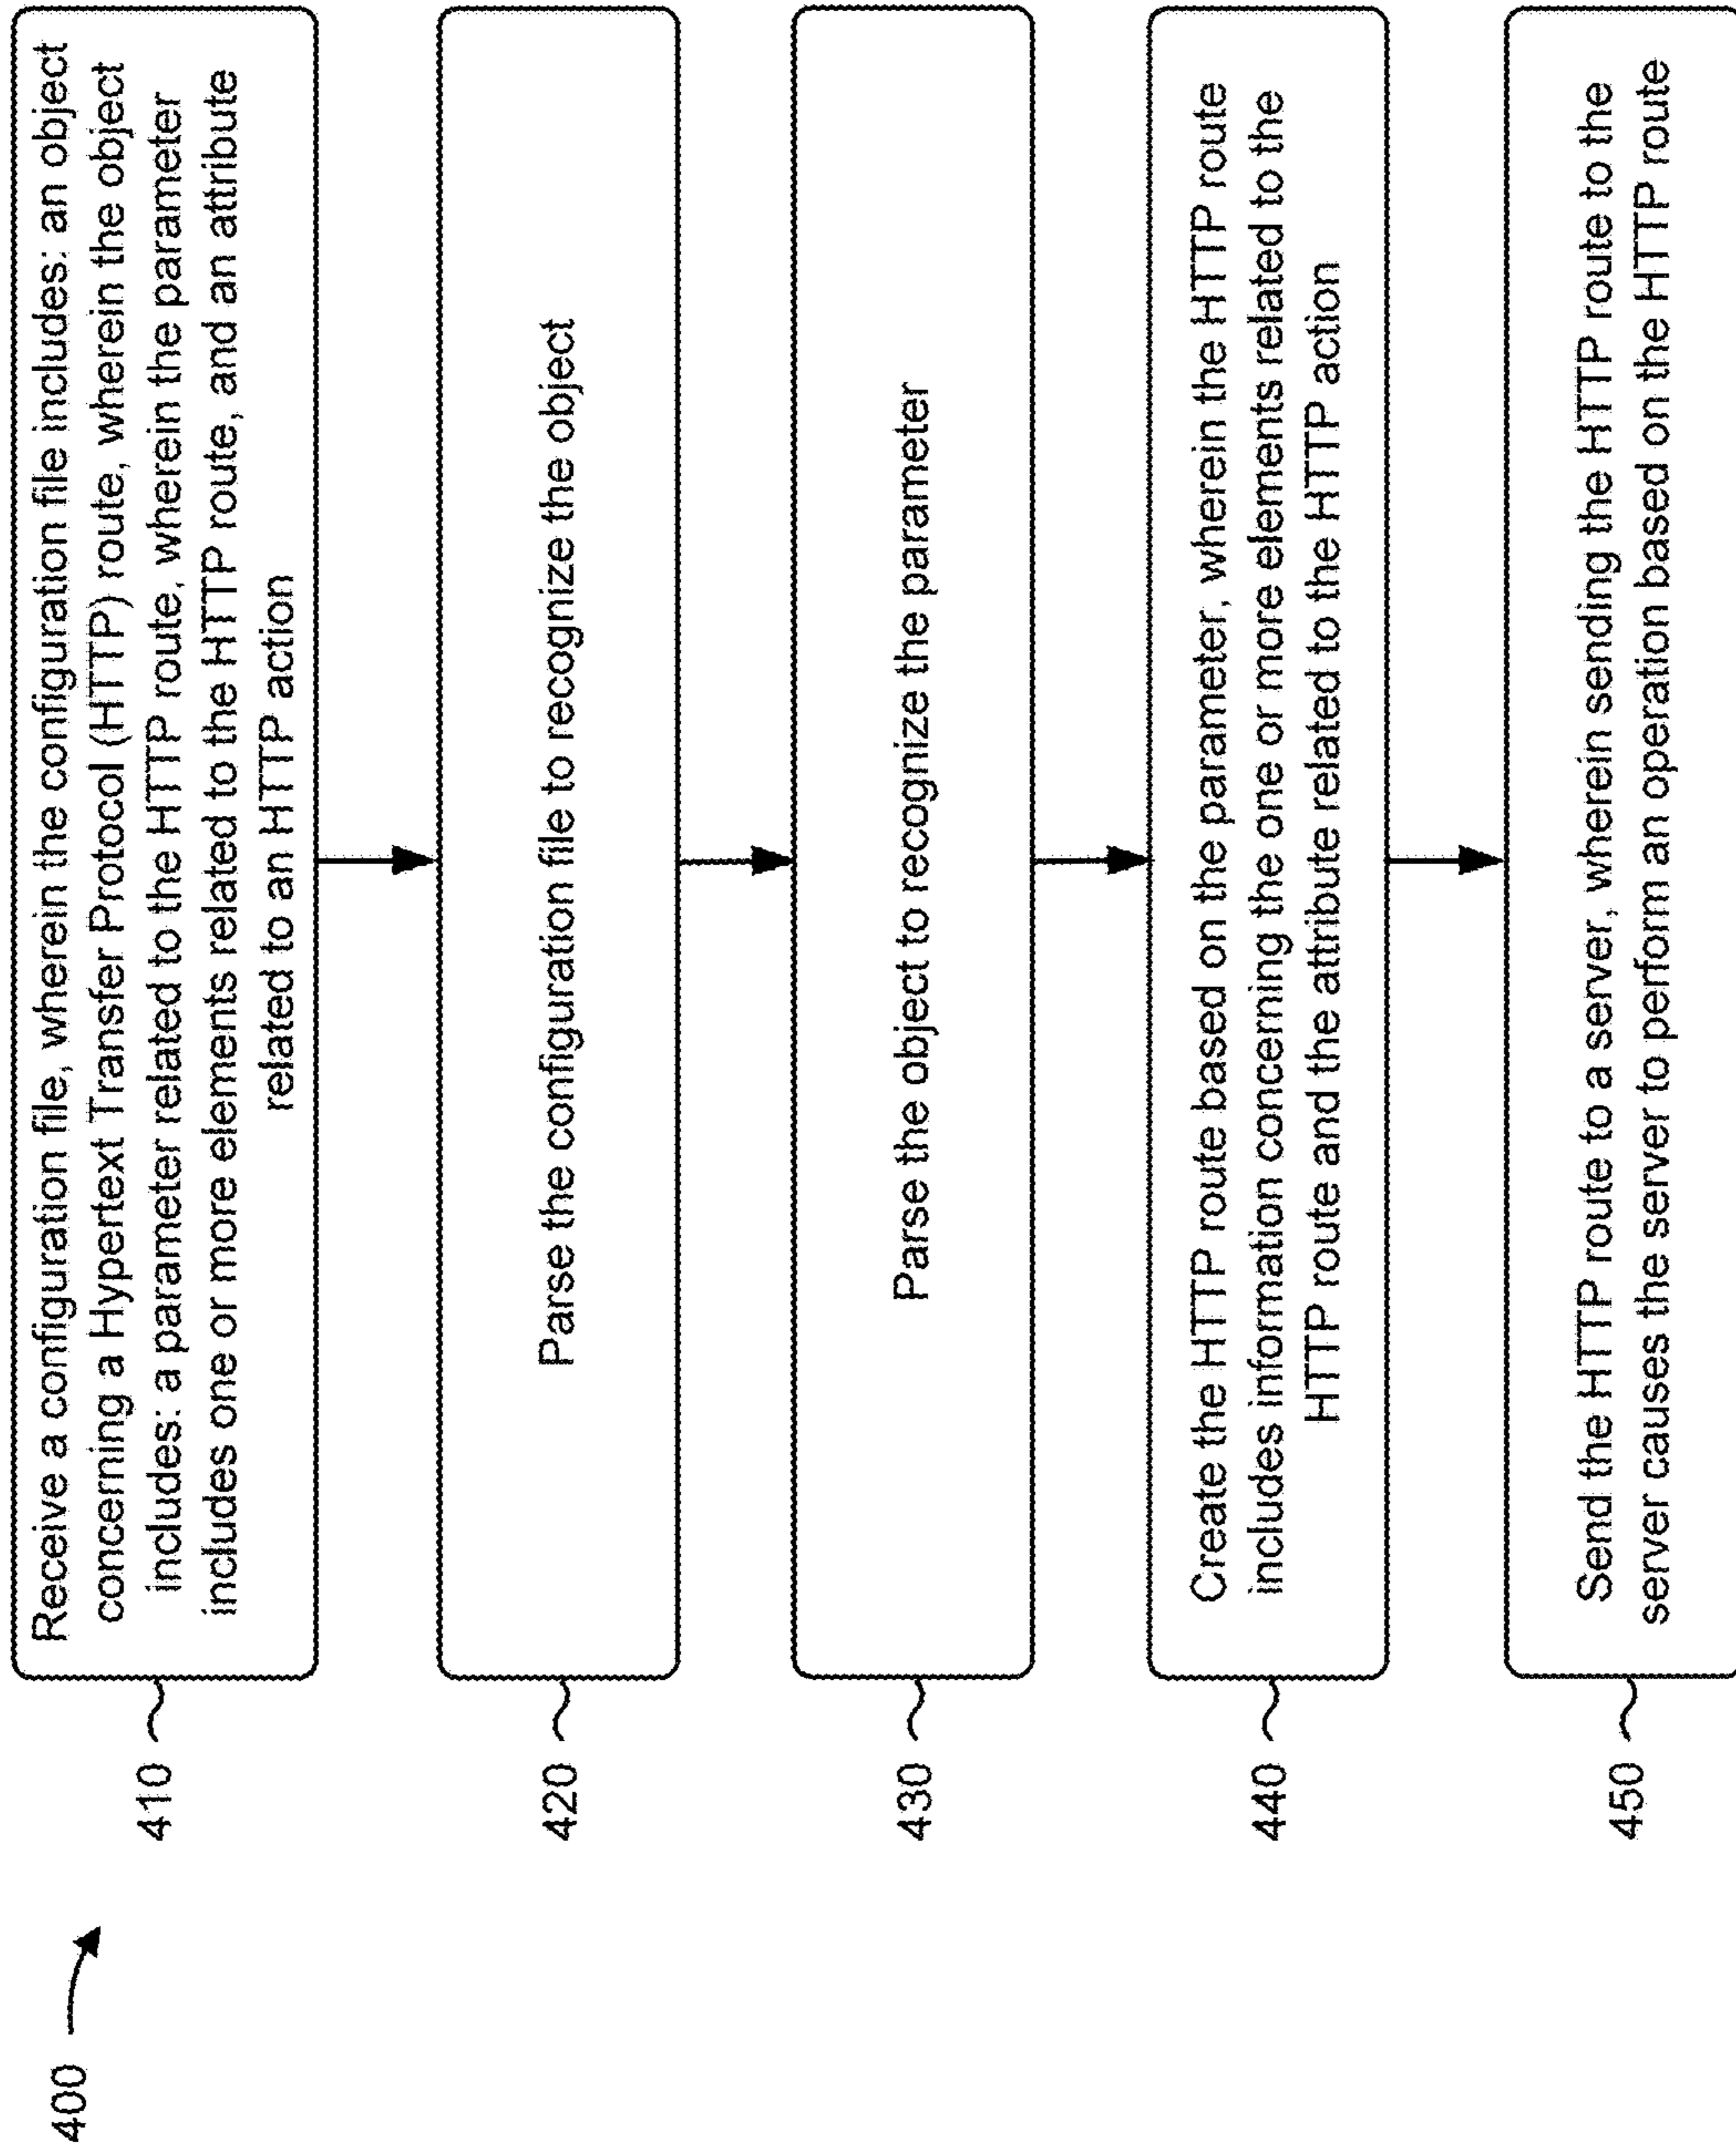 400
410
Receive a configuration file, wherein the configuration file includes: an object
concerning a Hypertext Transfer Protocol (HTTP) route, wherein the object
includes: a parameter related to the HTTP route, wherein the parameter
includes one or more elements related to the HTTP route, and an attribute
related to an HTTP action
420
Parse the configuration file to recognize the object
430
Parse the object to recognize the parameter
440
Create the HTTP route based on the parameter, wherein the HTTP route
includes information concerning the one or more elements related to the
HTTP route and the attribute related to the HTTP action
450
Send the HTTP route to a server, wherein sending the HTTP route to the
server causes the server to perform an operation based on the HTTP route